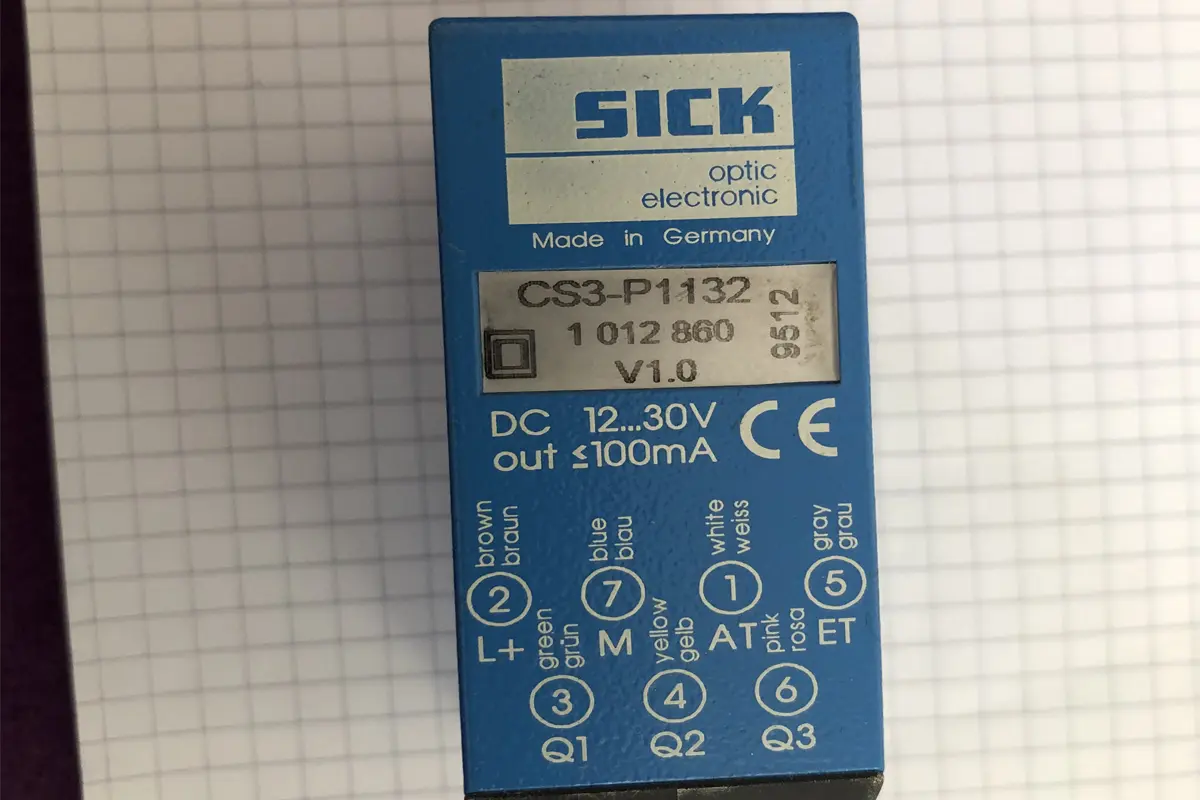 SICK
optic
electronic
Made in Germany
CS3-P1132
1 012 860
V1.0
9512
DC 12...30V
out ≤100mA
CE
brown
braun
2
L+
blue
blau
7
M
white
weiss
1
AT
gray
grau
5
ET
green
grün
3
Q1
yellow
gelb
4
Q2
pink
rosa
6
Q3